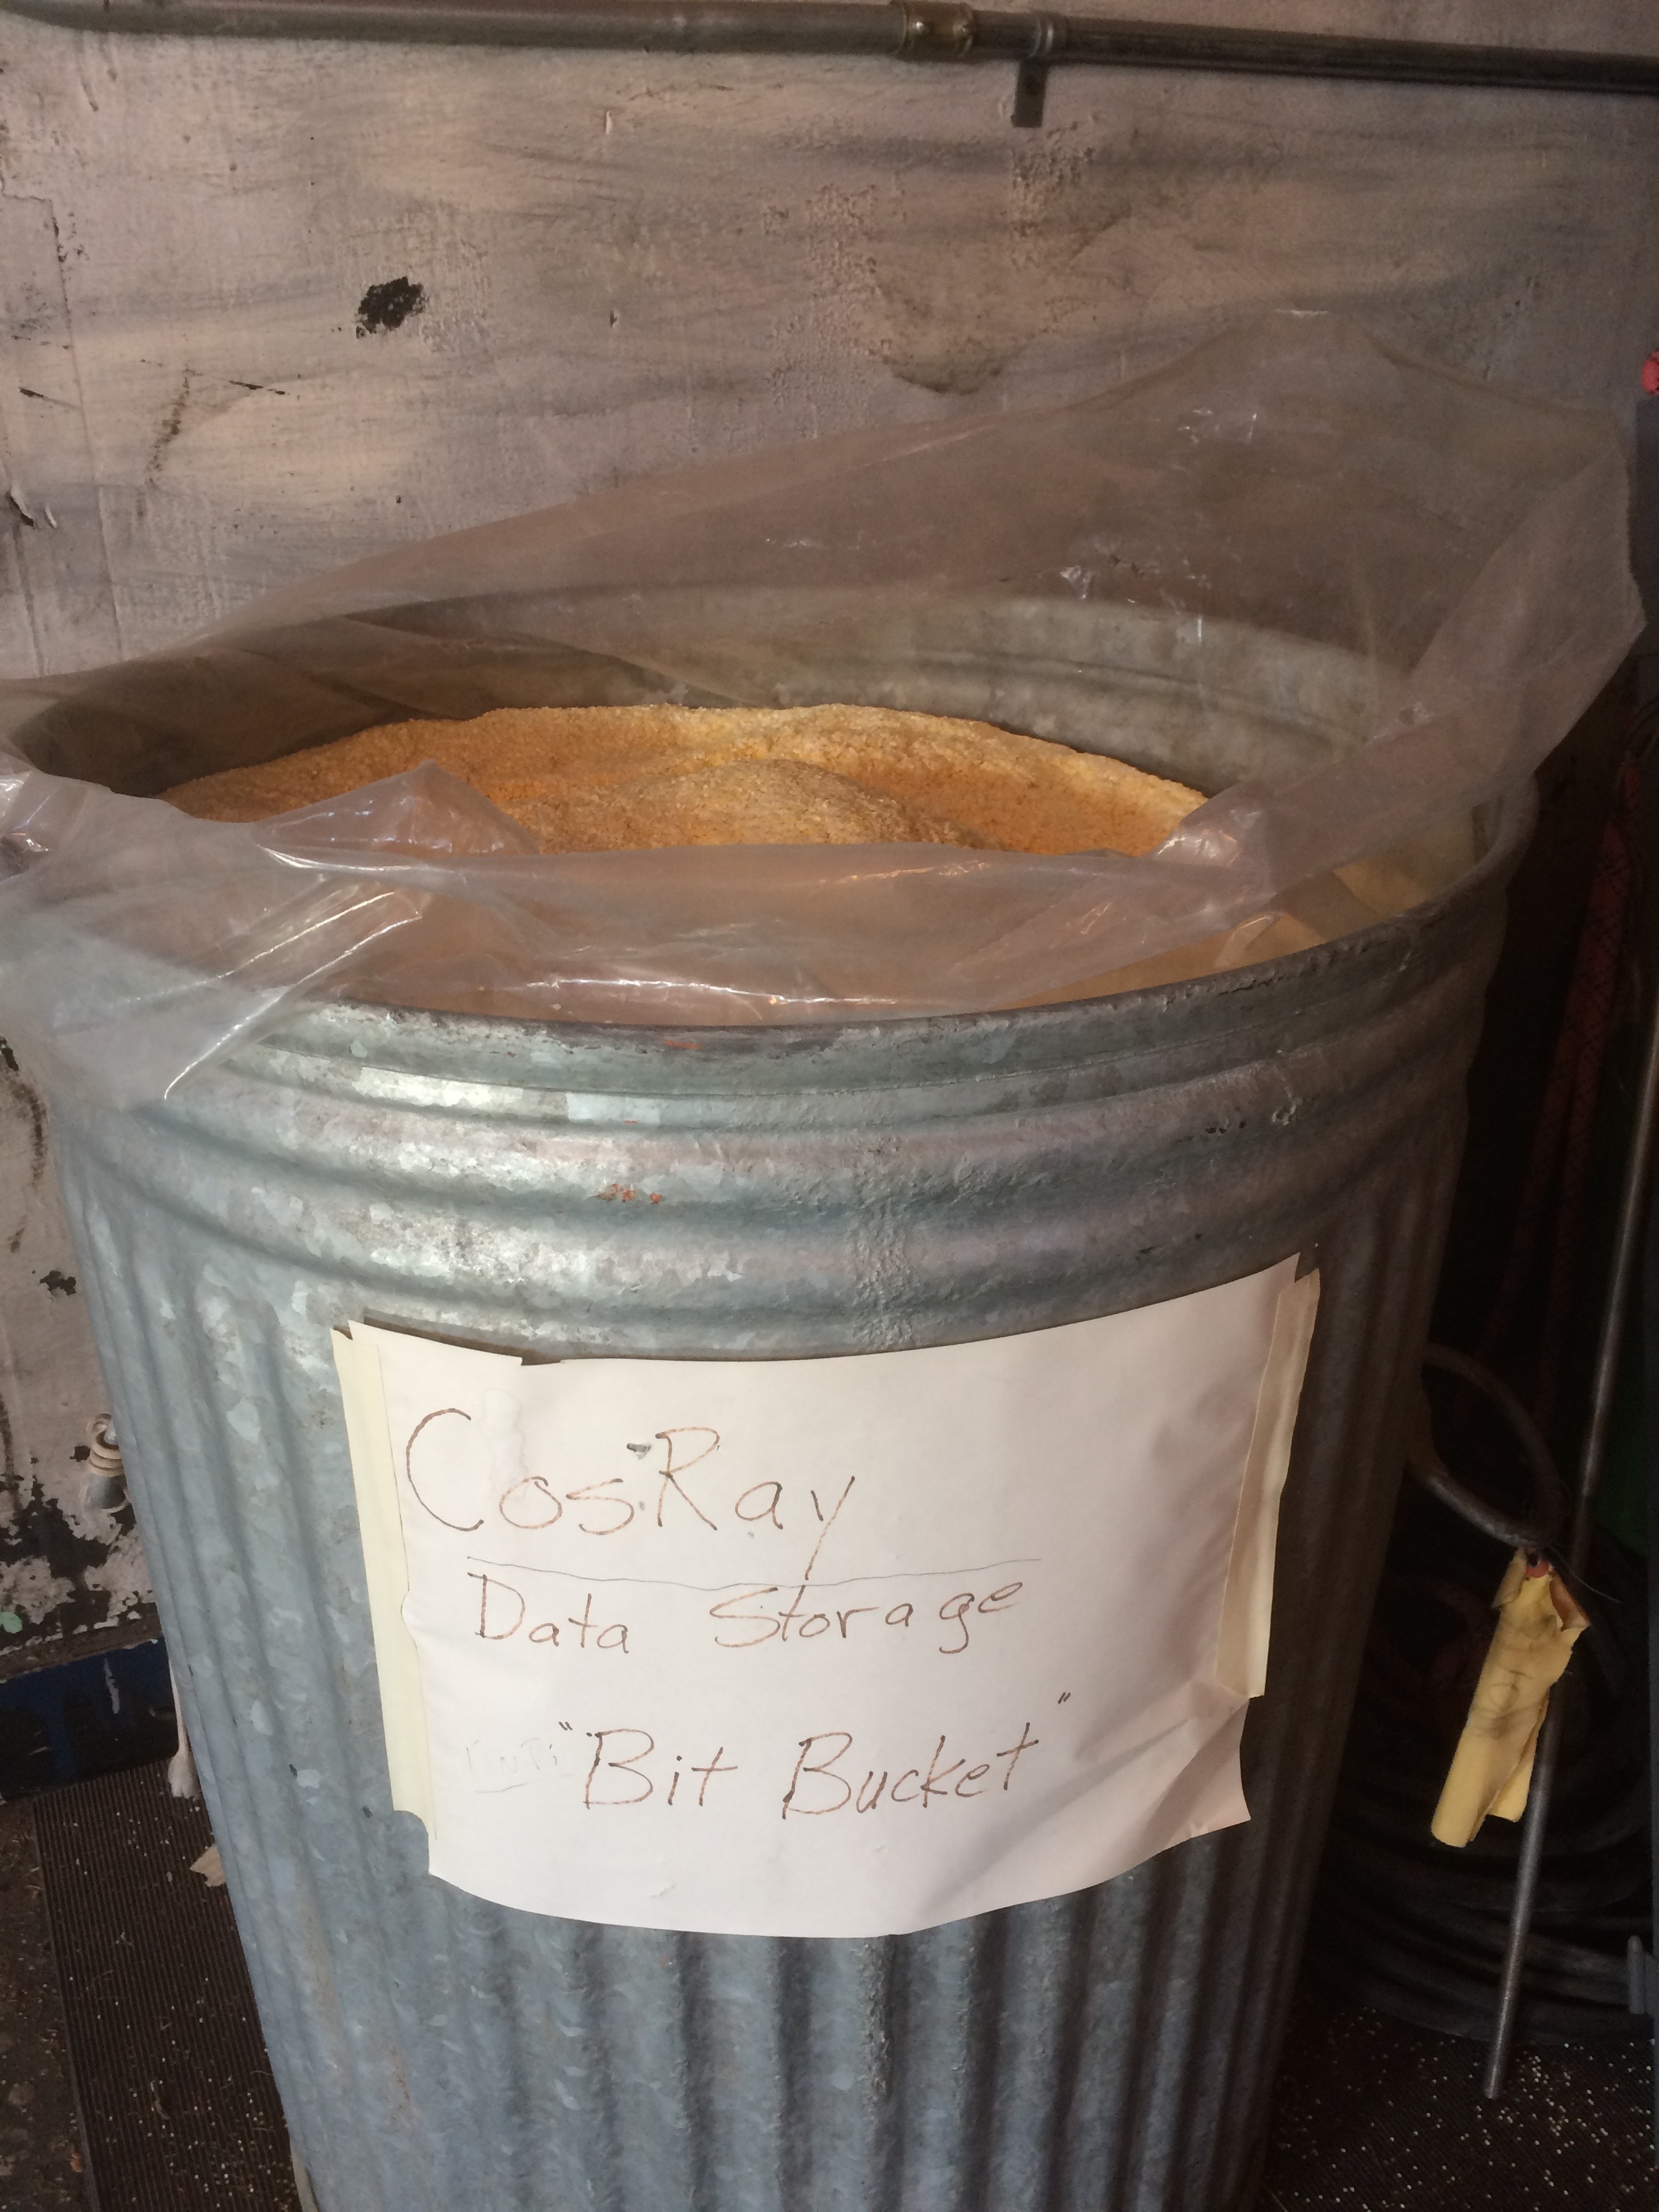 CosRay
Data Storage
"Bit Bucket"